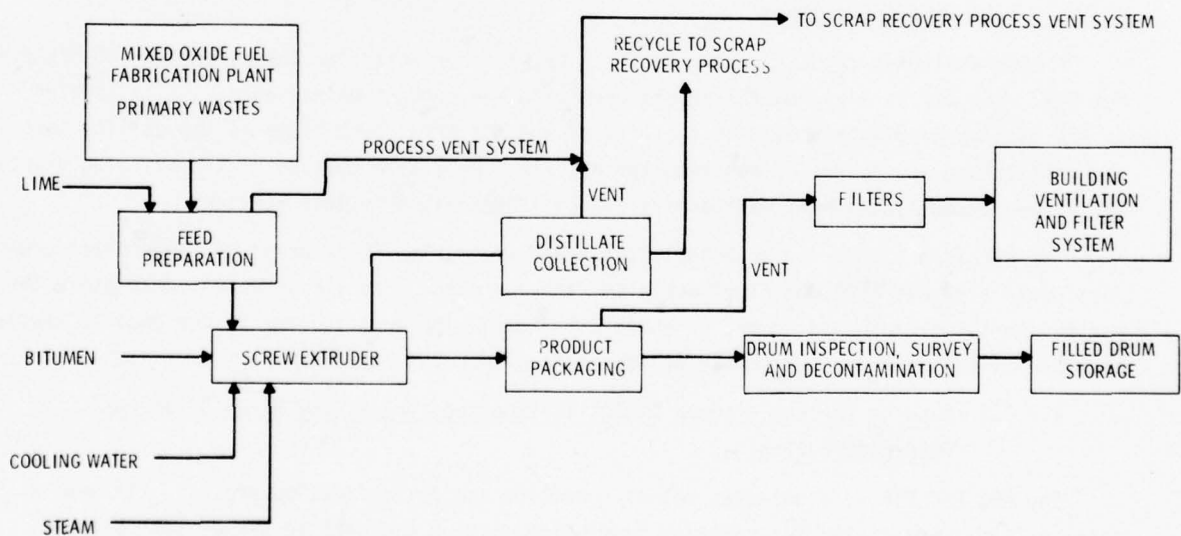 TO SCRAP RECOVERY PROCESS VENT SYSTEM
MIXED OXIDE FUEL
FABRICATION PLANT
PRIMARY WASTES
RECYCLE TO SCRAP
RECOVERY PROCESS
PROCESS VENT SYSTEM
LIME
VENT
FILTERS
BUILDING
VENTILATION
AND FILTER
SYSTEM
FEED
PREPARATION
DISTILLATE
COLLECTION
VENT
BITUMEN
SCREW EXTRUDER
PRODUCT
PACKAGING
DRUM INSPECTION, SURVEY
AND DECONTAMINATION
FILLED DRUM
STORAGE
COOLING WATER
STEAM